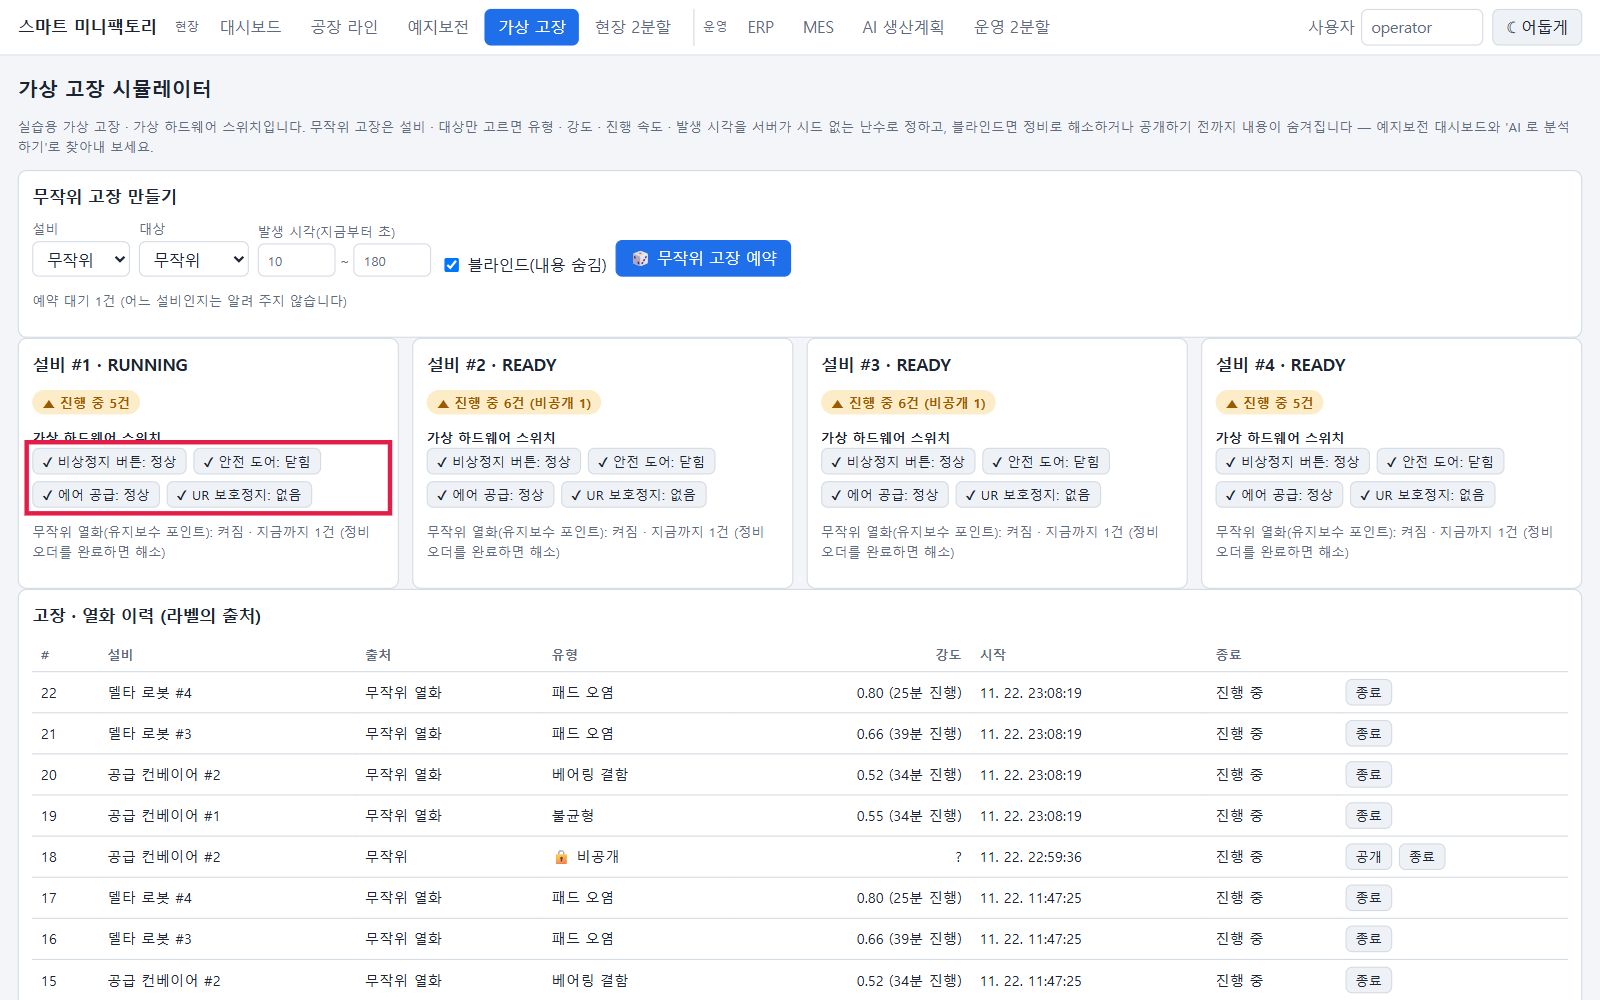 스마트 미니팩토리 현장 대시보드 공장 라인 예지보전 가상 고장 현장 2분할 운영 ERP MES AI 생산계획 운영 2분할 사용자 operator ☾ 어둡게
가상 고장 시뮬레이터
실습용 가상 고장 · 가상 하드웨어 스위치입니다. 무작위 고장은 설비 · 대상만 고르면 유형 · 강도 · 진행 속도 · 발생 시각을 서버가 시드 없는 난수로 정하고, 블라인드면 정비로 해소하거나 공개하기 전까지 내용이 숨겨집니다 — 예지보전 대시보드와 'AI 로 분석
하기'로 찾아내 보세요.
무작위 고장 만들기
설비 대상 발생 시각(지금부터 초)
무작위 무작위 10 ~ 180 블라인드(내용 숨김) 🎲 무작위 고장 예약
예약 대기 1건 (어느 설비인지는 알려 주지 않습니다)
설비 #1 · RUNNING
▲ 진행 중 5건
가상 하드웨어 스위치
✓ 비상정지 버튼: 정상 ✓ 안전 도어: 닫힘
✓ 에어 공급: 정상 ✓ UR 보호정지: 없음
무작위 열화(유지보수 포인트): 켜짐 · 지금까지 1건 (정비
오더를 완료하면 해소)
설비 #2 · READY
▲ 진행 중 6건 (비공개 1)
가상 하드웨어 스위치
✓ 비상정지 버튼: 정상 ✓ 안전 도어: 닫힘
✓ 에어 공급: 정상 ✓ UR 보호정지: 없음
무작위 열화(유지보수 포인트): 켜짐 · 지금까지 1건 (정비
오더를 완료하면 해소)
설비 #3 · READY
▲ 진행 중 6건 (비공개 1)
가상 하드웨어 스위치
✓ 비상정지 버튼: 정상 ✓ 안전 도어: 닫힘
✓ 에어 공급: 정상 ✓ UR 보호정지: 없음
무작위 열화(유지보수 포인트): 켜짐 · 지금까지 1건 (정비
오더를 완료하면 해소)
설비 #4 · READY
▲ 진행 중 5건
가상 하드웨어 스위치
✓ 비상정지 버튼: 정상 ✓ 안전 도어: 닫힘
✓ 에어 공급: 정상 ✓ UR 보호정지: 없음
무작위 열화(유지보수 포인트): 켜짐 · 지금까지 1건 (정비
오더를 완료하면 해소)
고장 · 열화 이력 (라벨의 출처)
# 설비 출처 유형 강도 시작 종료
22 델타 로봇 #4 무작위 열화 패드 오염 0.80 (25분 진행) 11. 22. 23:08:19 진행 중 종료
21 델타 로봇 #3 무작위 열화 패드 오염 0.66 (39분 진행) 11. 22. 23:08:19 진행 중 종료
20 공급 컨베이어 #2 무작위 열화 베어링 결함 0.52 (34분 진행) 11. 22. 23:08:19 진행 중 종료
19 공급 컨베이어 #1 무작위 열화 불균형 0.55 (34분 진행) 11. 22. 23:08:19 진행 중 종료
18 공급 컨베이어 #2 무작위 🔒 비공개 ? 11. 22. 22:59:36 진행 중 공개 종료
17 델타 로봇 #4 무작위 열화 패드 오염 0.80 (25분 진행) 11. 22. 11:47:25 진행 중 종료
16 델타 로봇 #3 무작위 열화 패드 오염 0.66 (39분 진행) 11. 22. 11:47:25 진행 중 종료
15 공급 컨베이어 #2 무작위 열화 베어링 결함 0.52 (34분 진행) 11. 22. 11:47:25 진행 중 종료